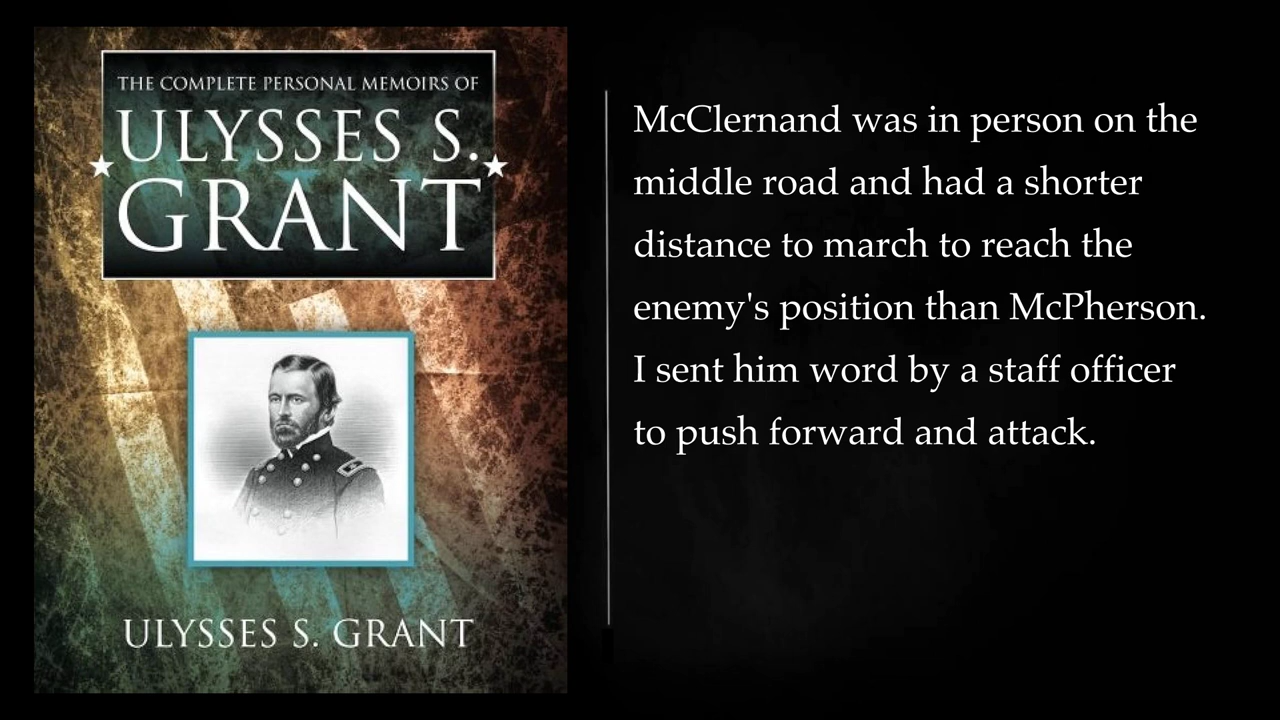 THE COMPLETE PERSONAL MEMOIRS OF
ULYSSES S.
GRANT
ULYSSES S. GRANT
McClernand was in person on the
middle road and had a shorter
distance to march to reach the
enemy's position than McPherson.
I sent him word by a staff officer
to push forward and attack.